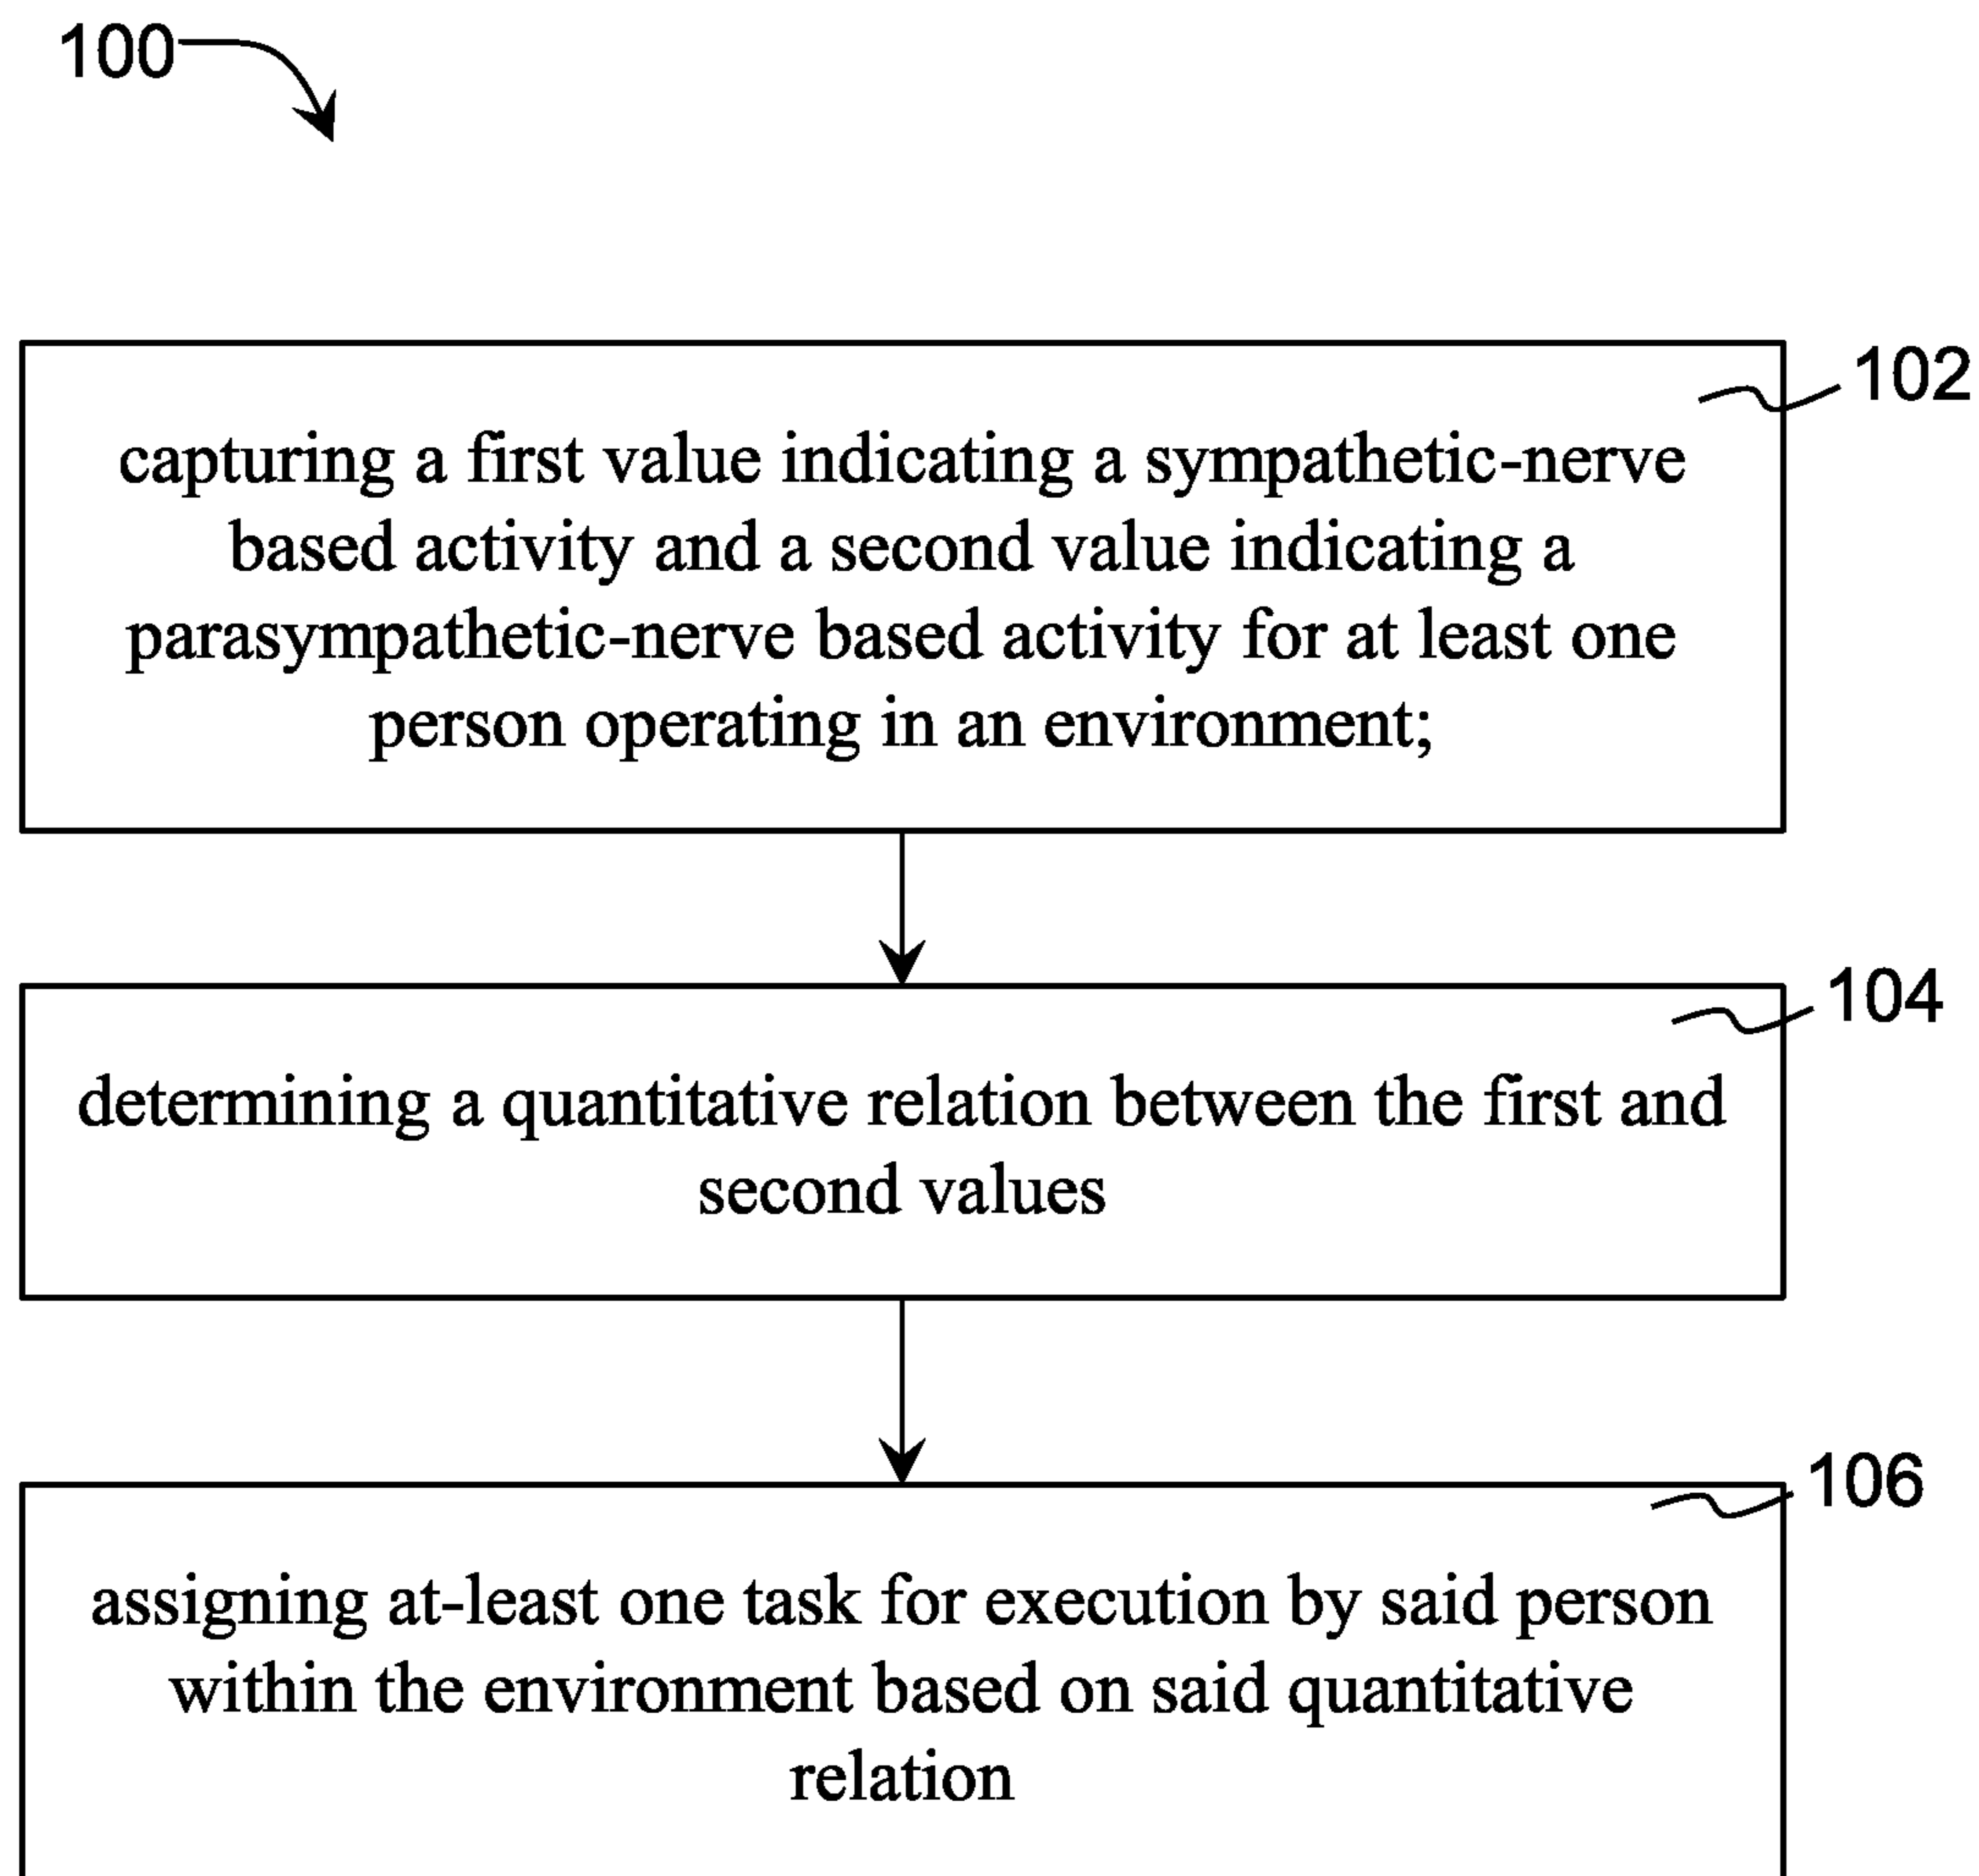 100
102
capturing a first value indicating a sympathetic-nerve
based activity and a second value indicating a
parasympathetic-nerve based activity for at least one
person operating in an environment;
104
determining a quantitative relation between the first and
second values
106
assigning at-least one task for execution by said person
within the environment based on said quantitative
relation